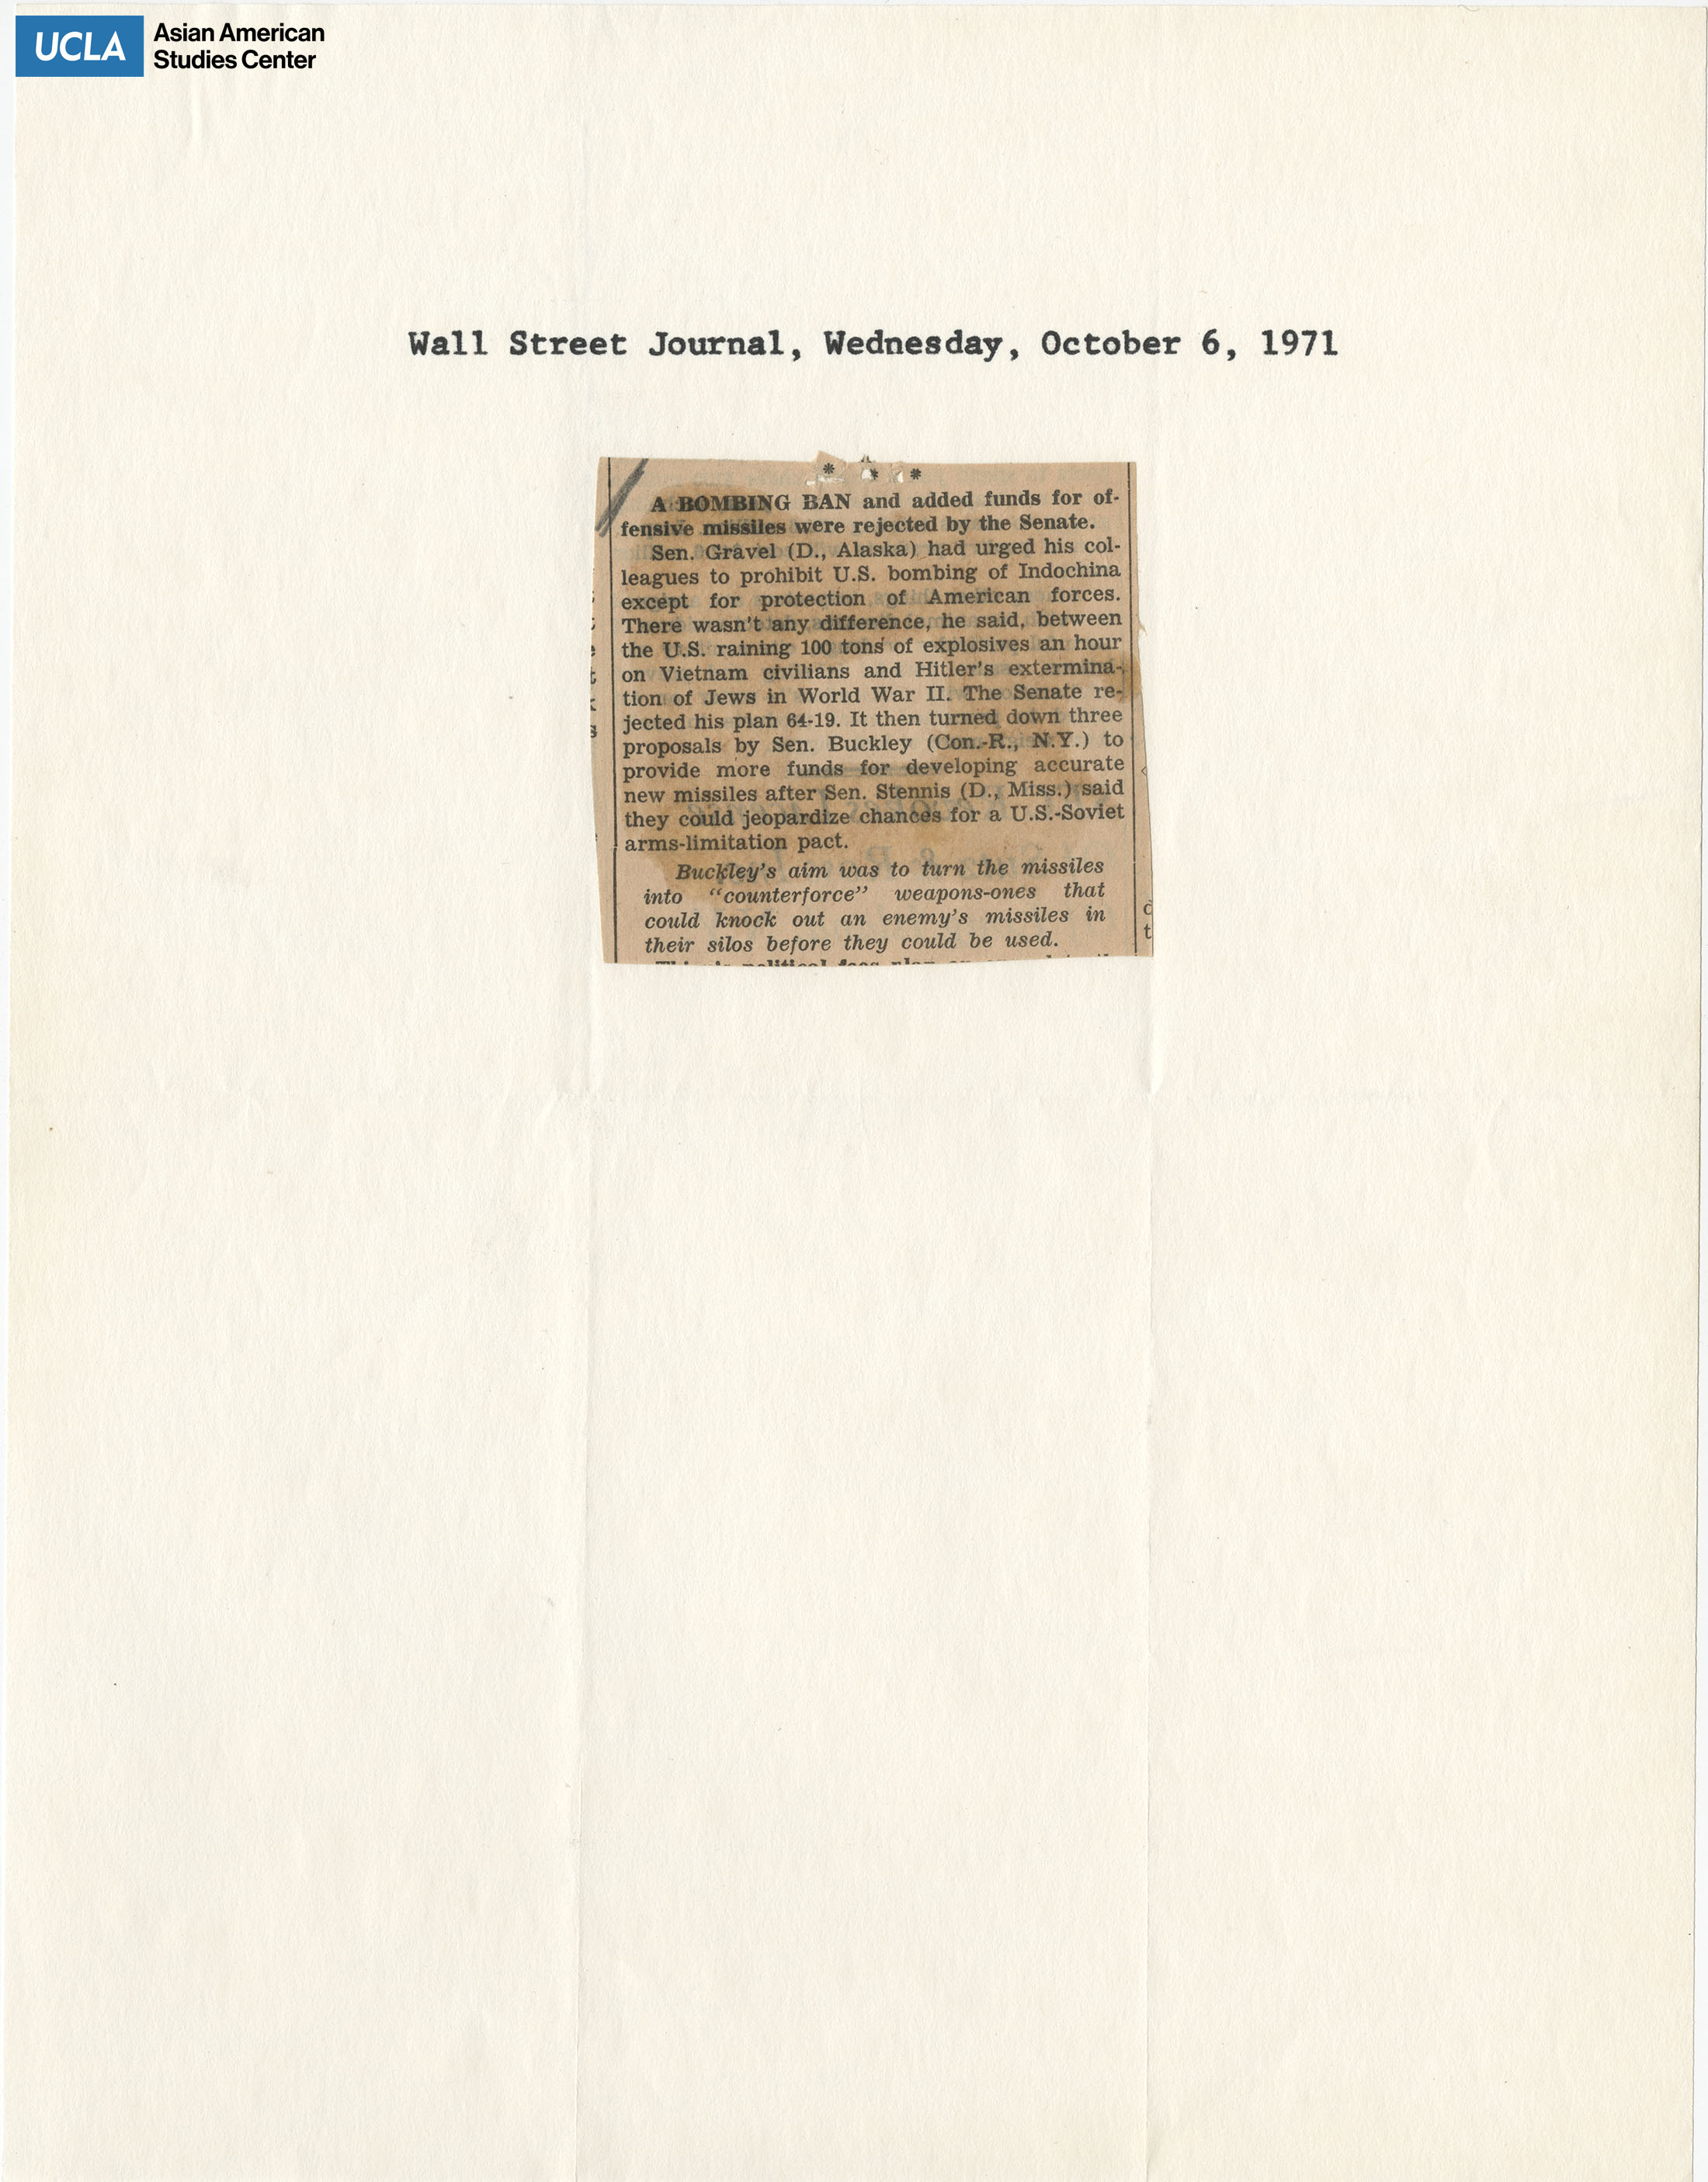 UCLA
Asian American
Studies Center
Wall Street Journal, Wednesday, October 6, 1971
* * *
A BOMBING BAN and added funds for of-
fensive missiles were rejected by the Senate.
Sen. Gravel (D., Alaska) had urged his col-
leagues to prohibit U.S. bombing of Indochina
except for protection of American forces.
There wasn't any difference, he said, between
the U.S. raining 100 tons of explosives an hour
on Vietnam civilians and Hitler's extermina-
tion of Jews in World War II. The Senate re-
jected his plan 64-19. It then turned down three
proposals by Sen. Buckley (Con.-R., N.Y.) to
provide more funds for developing accurate
new missiles after Sen. Stennis (D., Miss.) said
they could jeopardize chances for a U.S.-Soviet
arms-limitation pact.
Buckley's aim was to turn the missiles
into “counterforce” weapons-ones that
could knock out an enemy's missiles in
their silos before they could be used.